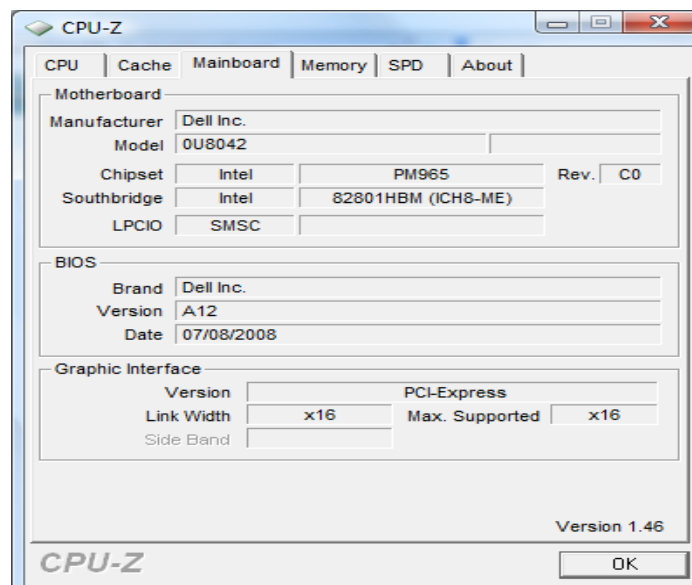 CPU-Z
CPU Cache Mainboard Memory SPD About
Motherboard
Manufacturer Dell Inc.
Model 0U8042
Chipset Intel PM965 Rev. C0
Southbridge Intel 82801HBM (ICH8-ME)
LPCIO SMSC
BIOS
Brand Dell Inc.
Version A12
Date 07/08/2008
Graphic Interface
Version PCI-Express
Link Width x16 Max. Supported x16
Side Band
Version 1.46
CPU-Z OK